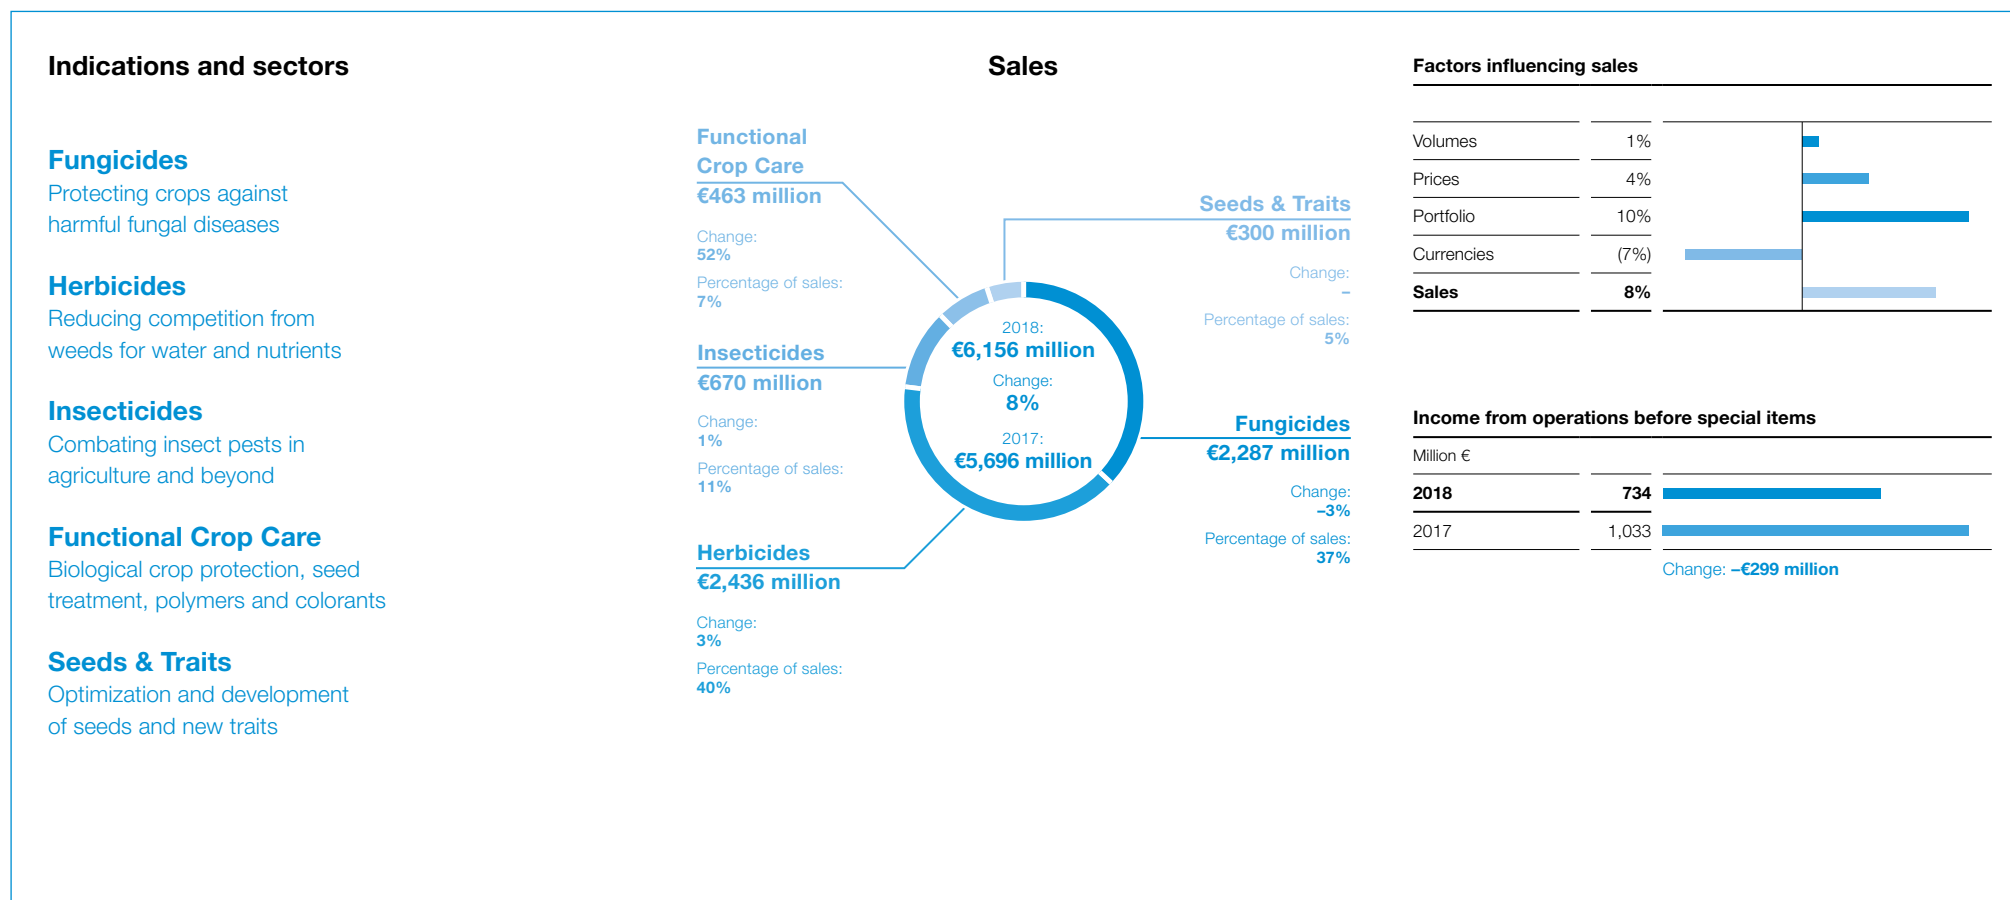 Indications and sectors
Fungicides
Protecting crops against
harmful fungal diseases
Herbicides
Reducing competition from
weeds for water and nutrients
Insecticides
Combating insect pests in
agriculture and beyond
Functional Crop Care
Biological crop protection, seed
treatment, polymers and colorants
Seeds & Traits
Optimization and development
of seeds and new traits
Sales
Functional
Crop Care
€463 million
Change:
52%
Percentage of sales:
7%
Insecticides
€670 million
Change:
1%
Percentage of sales:
11%
Herbicides
€2,436 million
Change:
3%
Percentage of sales:
40%
2018:
€6,156 million
Change:
8%
2017:
€5,696 million
Seeds & Traits
€300 million
Change:
–
Percentage of sales:
5%
Fungicides
€2,287 million
Change:
–3%
Percentage of sales:
37%
Factors influencing sales
Volumes 1%
Prices 4%
Portfolio 10%
Currencies (7%)
Sales 8%
Income from operations before special items
Million €
2018 734
2017 1,033
Change: –€299 million